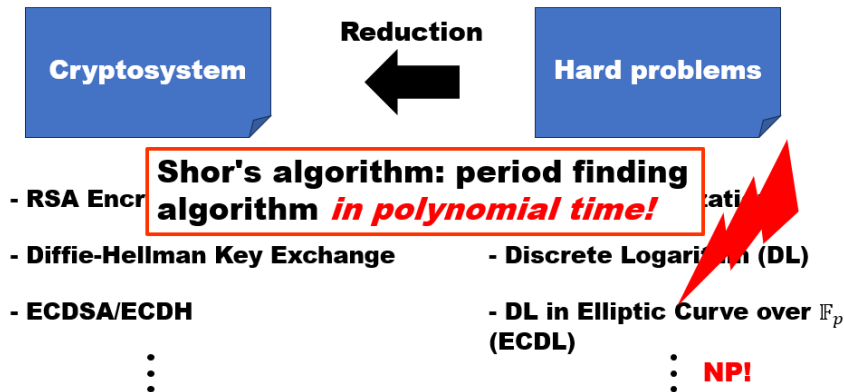 Reduction
Cryptosystem
Hard problems
Shor's algorithm: period finding
algorithm in polynomial time!
- RSA Encr
- Diffie-Hellman Key Exchange
- Discrete Logarithm (DL)
- ECDSA/ECDH
- DL in Elliptic Curve over 𝔽p
(ECDL)
NP!